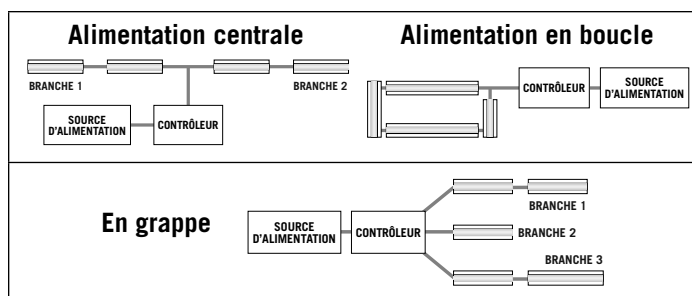 Alimentation centrale
BRANCHE 1
BRANCHE 2
SOURCE
D'ALIMENTATION
CONTRÔLEUR
Alimentation en boucle
CONTRÔLEUR
SOURCE
D'ALIMENTATION
En grappe
SOURCE
D'ALIMENTATION
CONTRÔLEUR
BRANCHE 1
BRANCHE 2
BRANCHE 3